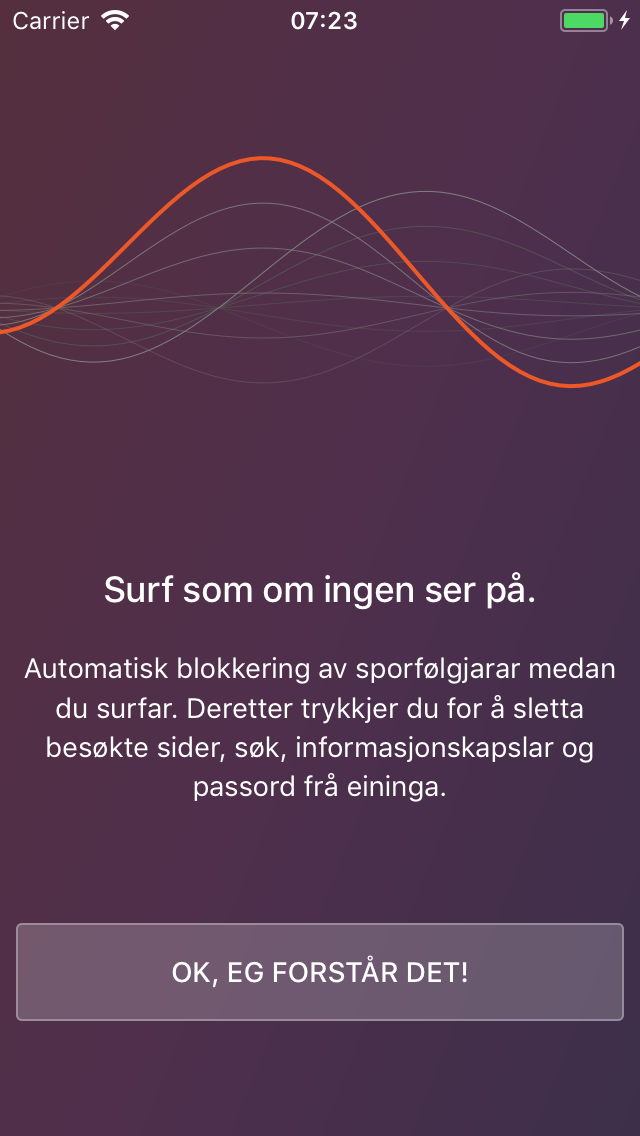 Carrier 07:23
Surf som om ingen ser på.
Automatisk blokkering av sporfølgjarar medan
du surfar. Deretter trykkjer du for å sletta
besøkte sider, søk, informasjonskapslar og
passord frå eininga.
OK, EG FORSTÅR DET!